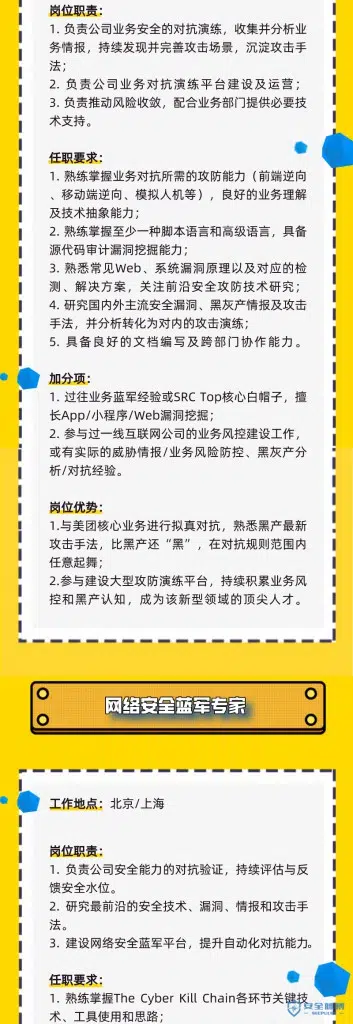 岗位职责：
1. 负责公司业务安全的对抗演练，收集并分析业
务情报，持续发现并完善攻击场景，沉淀攻击手
法；
2. 负责公司业务对抗演练平台建设及运营；
3. 负责推动风险收敛，配合业务部门提供必要技
术支持。
任职要求：
1. 熟练掌握业务对抗所需的攻防能力（前端逆向
、移动端逆向、模拟人机等），良好的业务理解
及技术抽象能力；
2. 熟练掌握至少一种脚本语言和高级语言，具备
源代码审计漏洞挖掘能力；
3. 熟悉常见Web、系统漏洞原理以及对应的检
测、解决方案，关注前沿安全攻防技术研究；
4. 研究国内外主流安全漏洞、黑灰产情报及攻击
手法，并分析转化为对内的攻击演练；
5. 具备良好的文档编写及跨部门协作能力。
加分项：
1. 过往业务蓝军经验或SRC Top核心白帽子，擅
长App/小程序/Web漏洞挖掘；
2. 参与过一线互联网公司的业务风控建设工作，
或有实际的威胁情报/业务风险防控、黑灰产分
析/对抗经验。
岗位优势：
1.与美团核心业务进行拟真对抗，熟悉黑产最新
攻击手法，比黑产还“黑”，在对抗规则范围内
任意起舞；
2.参与建设大型攻防演练平台，持续积累业务风
控和黑产认知，成为该新型领域的顶尖人才。
网络安全蓝军专家
工作地点：北京/上海
岗位职责：
1. 负责公司安全能力的对抗验证，持续评估与反
馈安全水位。
2. 研究最前沿的安全技术、漏洞、情报和攻击手
法。
3. 建设网络安全蓝军平台，提升自动化对抗能力。
任职要求：
1. 熟练掌握The Cyber Kill Chain各环节关键技
术、工具使用和思路；